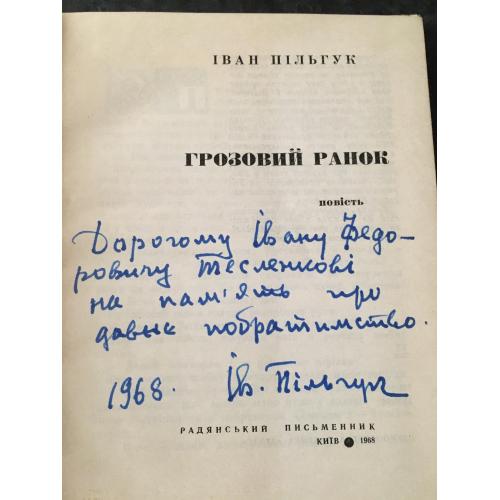 ІВАН ПІЛЬГУК
ГРОЗОВИЙ РАНОК
повість
Дорогому Івану Федо-
ровичу Тесленкові
на пам'ять про
давнє побратимство.
1968. Ів. Пільгук
РАДЯНСЬКИЙ ПИСЬМЕННИК
КИЇВ 1968